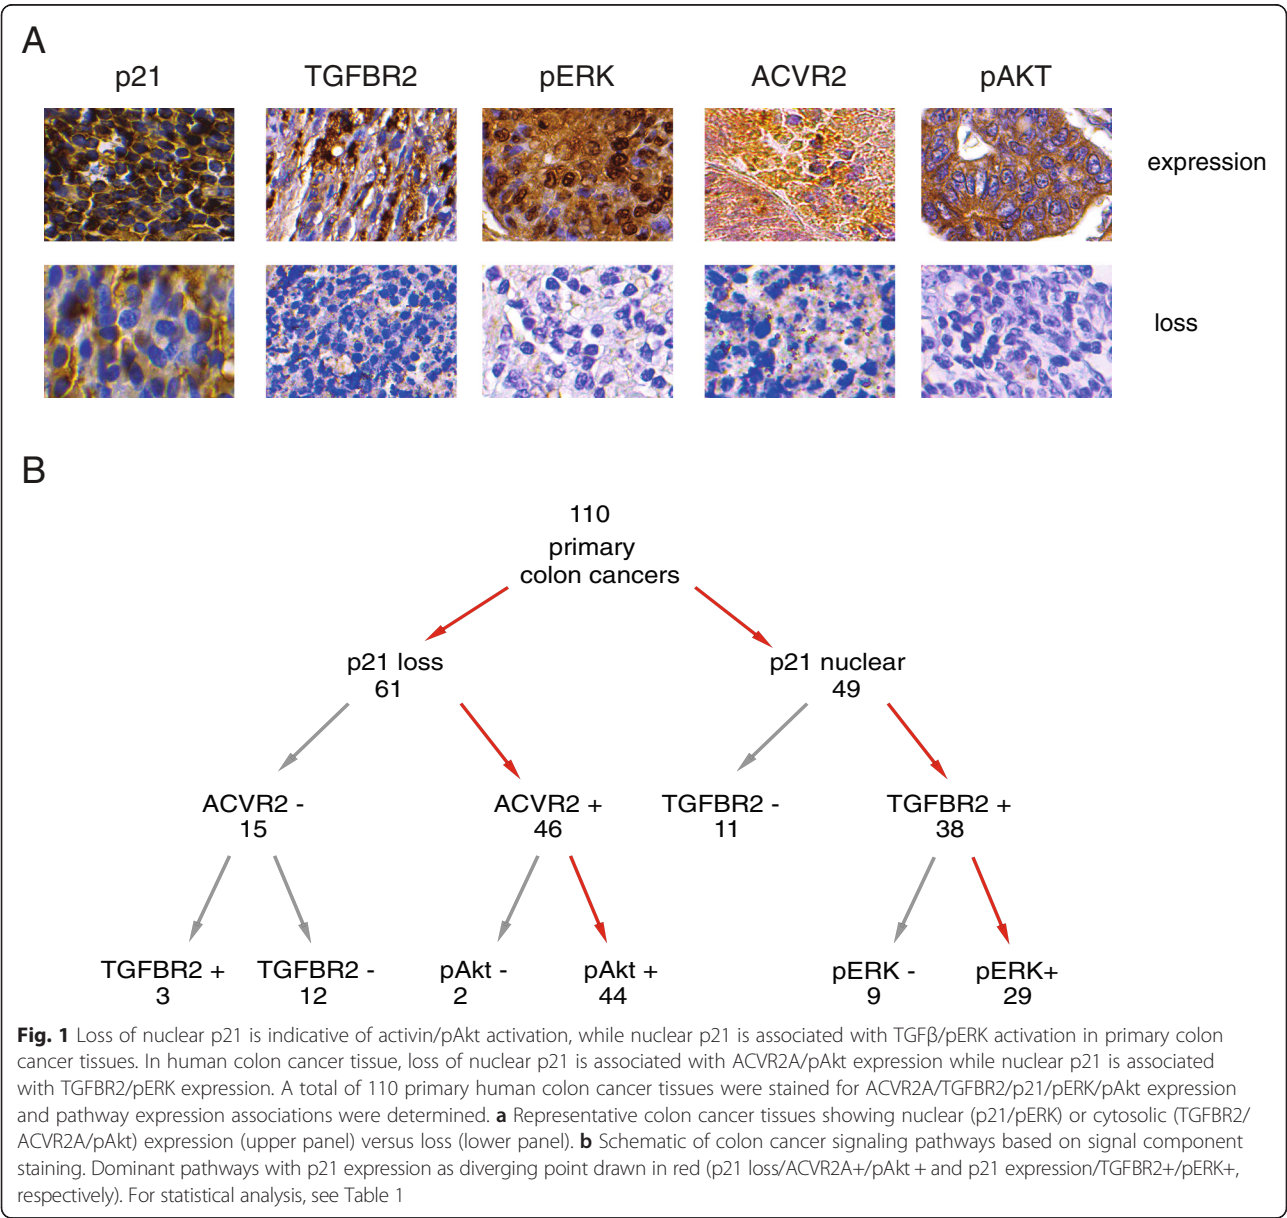 A
p21 TGFBR2 pERK ACVR2 pAKT
expression
loss
B
110
primary
colon cancers
p21 loss p21 nuclear
61 49
ACVR2 - ACVR2 + TGFBR2 - TGFBR2 +
15 46 11 38
TGFBR2 + TGFBR2 - pAkt - pAkt + pERK - pERK+
3 12 2 44 9 29
Fig. 1 Loss of nuclear p21 is indicative of activin/pAkt activation, while nuclear p21 is associated with TGFβ/pERK activation in primary colon
cancer tissues. In human colon cancer tissue, loss of nuclear p21 is associated with ACVR2A/pAkt expression while nuclear p21 is associated
with TGFBR2/pERK expression. A total of 110 primary human colon cancer tissues were stained for ACVR2A/TGFBR2/p21/pERK/pAkt expression
and pathway expression associations were determined. a Representative colon cancer tissues showing nuclear (p21/pERK) or cytosolic (TGFBR2/
ACVR2A/pAkt) expression (upper panel) versus loss (lower panel). b Schematic of colon cancer signaling pathways based on signal component
staining. Dominant pathways with p21 expression as diverging point drawn in red (p21 loss/ACVR2A+/pAkt + and p21 expression/TGFBR2+/pERK+,
respectively). For statistical analysis, see Table 1